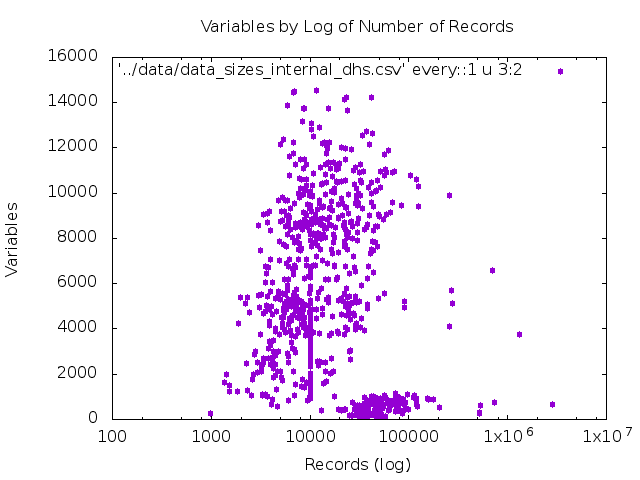 Variables by Log of Number of Records
16000
'../data/data_sizes_internal_dhs.csv' every::1 u 3:2
14000
12000
10000
Variables
8000
6000
4000
2000
0
100 1000 10000 100000 1x10^6 1x10^7
Records (log)